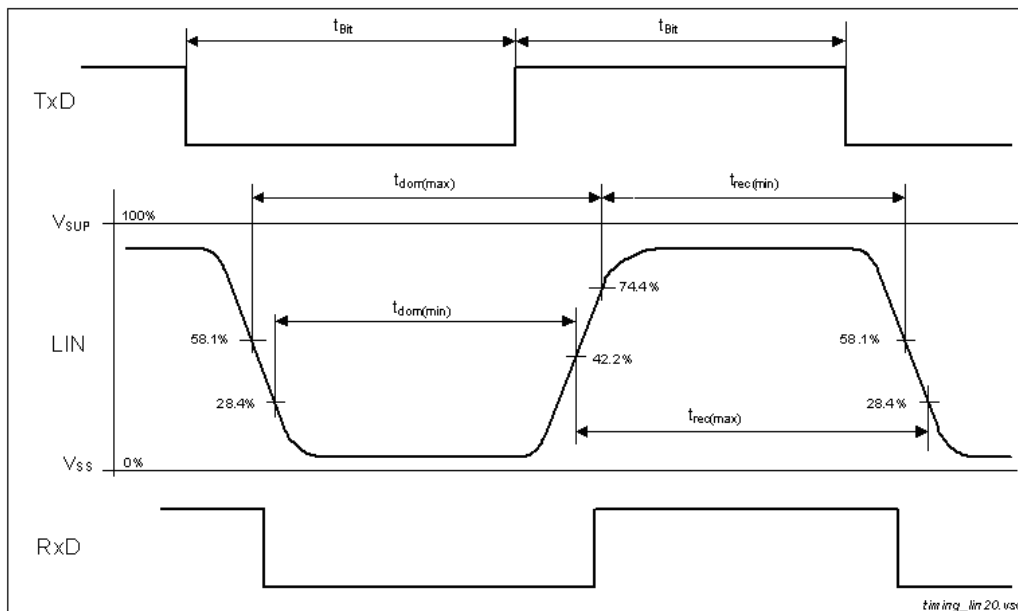 tBit
tBit
TxD
tdom(max)
trec(min)
VSUP
100%
74.4%
tdom(min)
58.1%
58.1%
LIN
42.2%
28.4%
28.4%
trec(max)
VSS
0%
RxD
timing_lin20.vsd